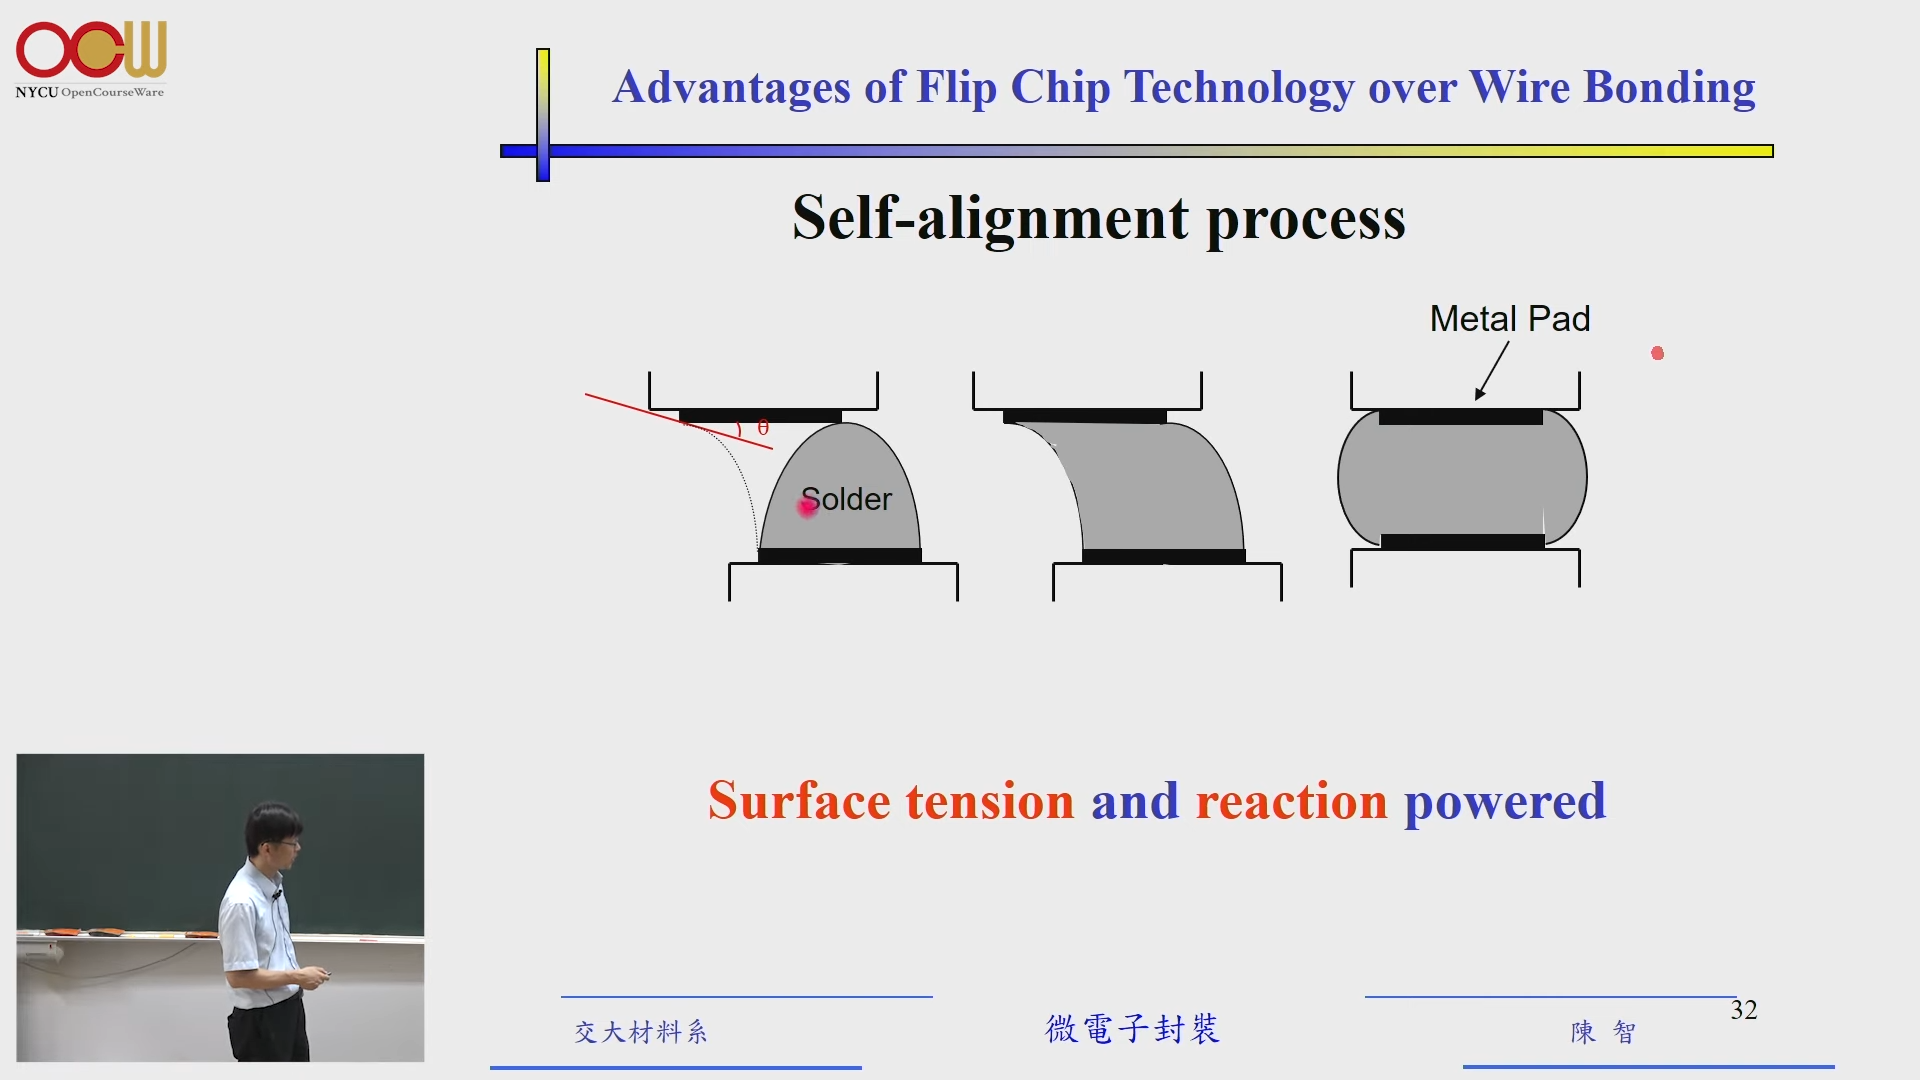 OCW
NYCU OpenCourseWare
Advantages of Flip Chip Technology over Wire Bonding
Self-alignment process
Metal Pad
θ
Solder
Surface tension and reaction powered
32
交大材料系
微電子封裝
陳 智